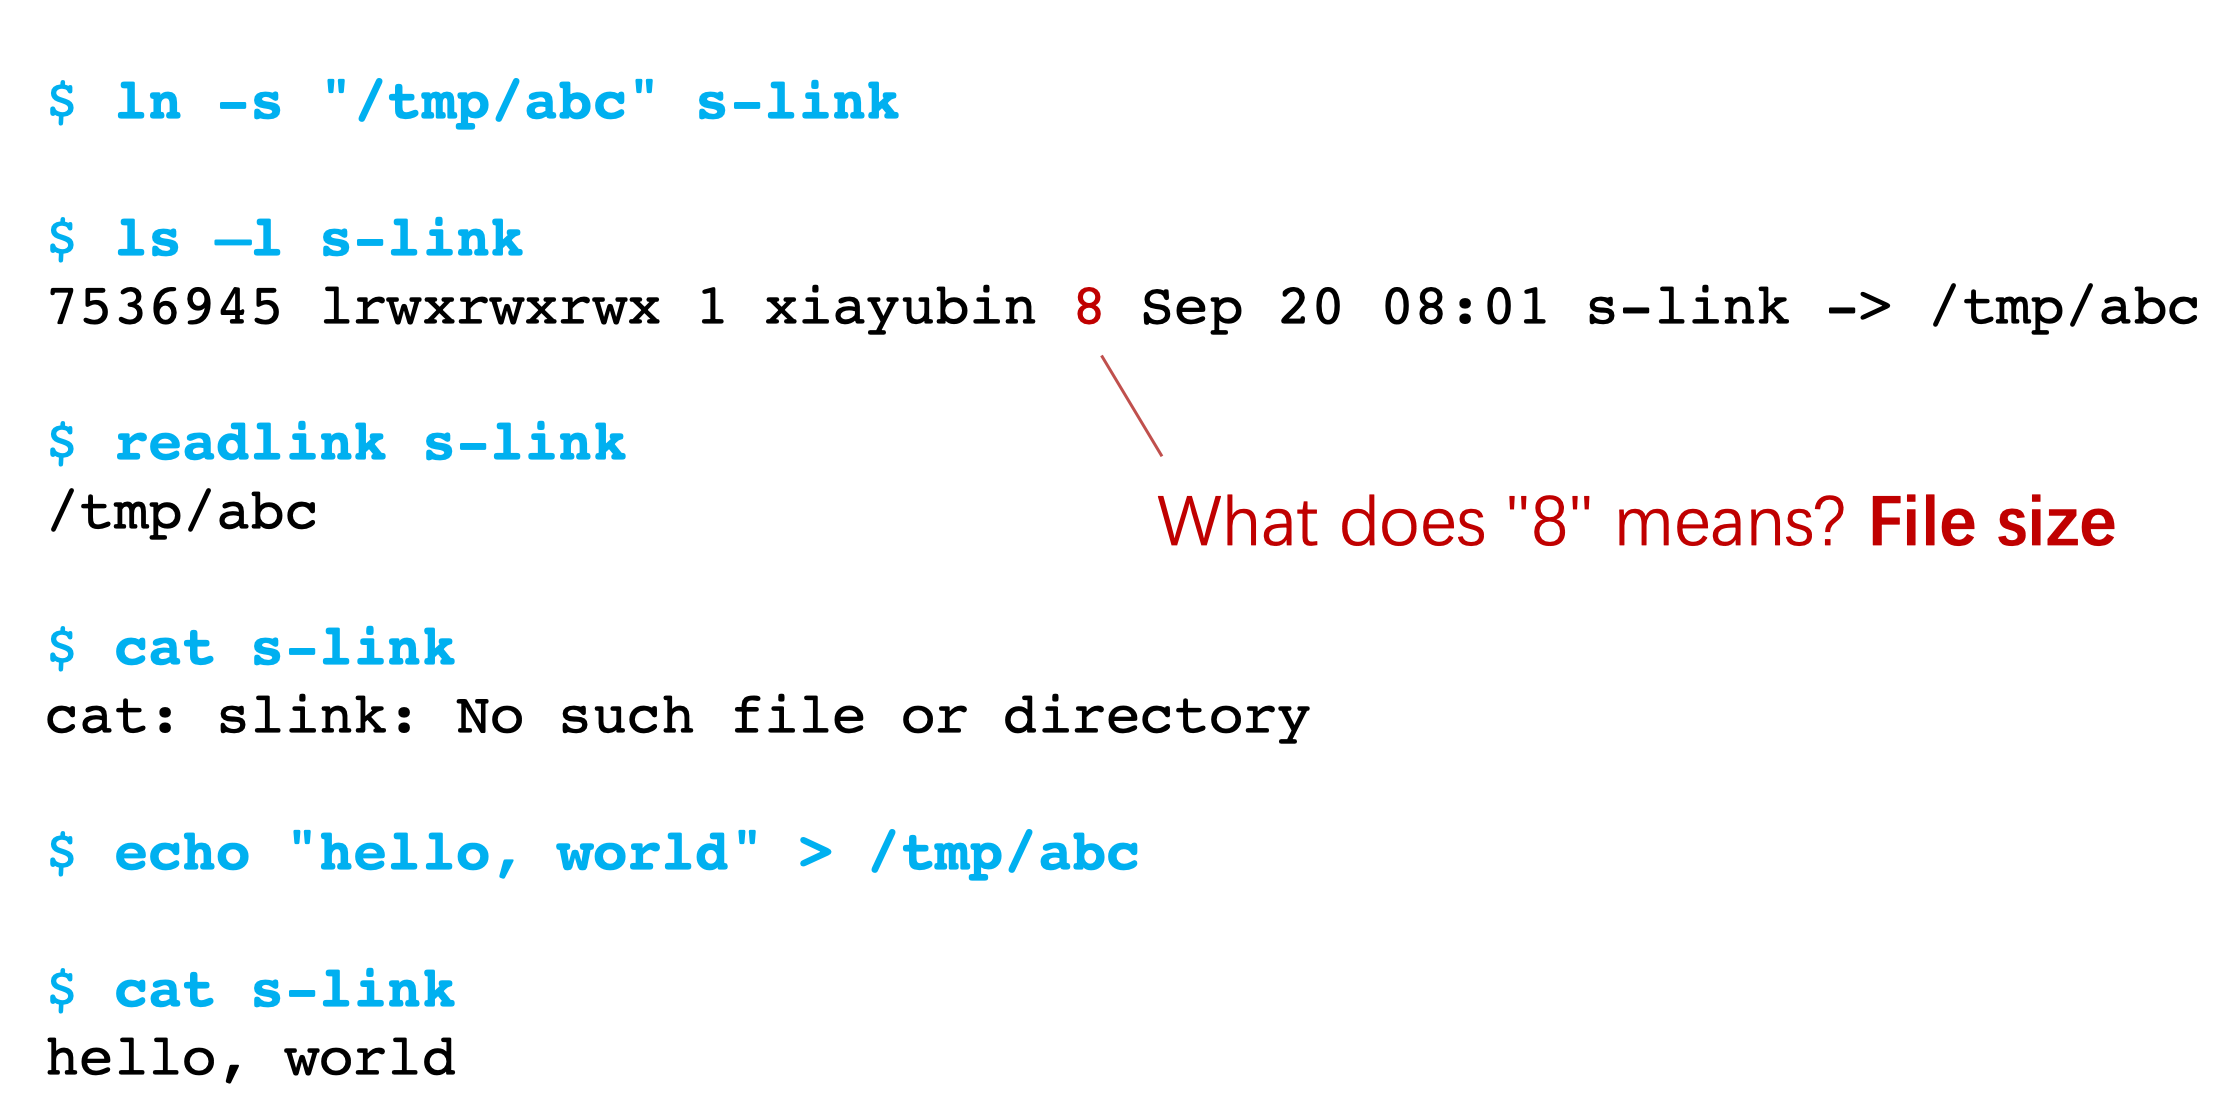 $ ln -s "/tmp/abc" s-link
$ ls –l s-link
7536945 lrwxrwxrwx 1 xiayubin 8 Sep 20 08:01 s-link -> /tmp/abc
$ readlink s-link
/tmp/abc
What does "8" means? File size
$ cat s-link
cat: slink: No such file or directory
$ echo "hello, world" > /tmp/abc
$ cat s-link
hello, world